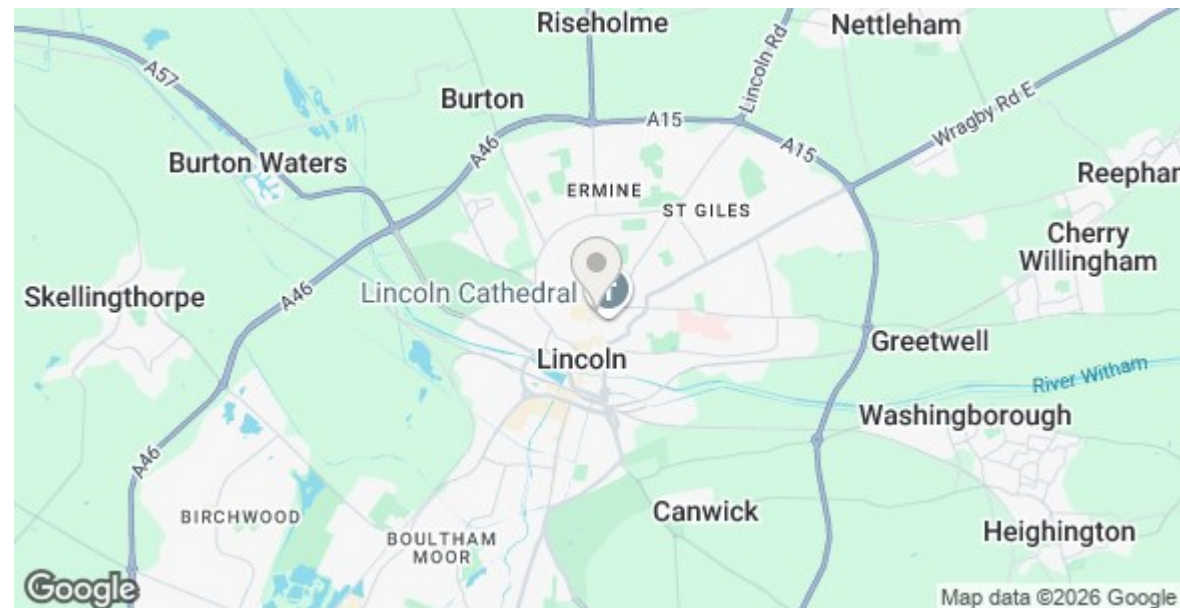 Riseholme
Nettleham
Lincoln Rd
A57
Burton
A15
Wragby Rd E
A46
A15
Burton Waters
Reephan
ERMINE
ST GILES
Cherry
Willingham
Skellingthorpe
A46
Lincoln Cathedral
Greetwell
Lincoln
River Witham
Washingborough
A46
BIRCHWOOD
Canwick
BOULTHAM
MOOR
Heighington
Google
Map data ©2026 Google